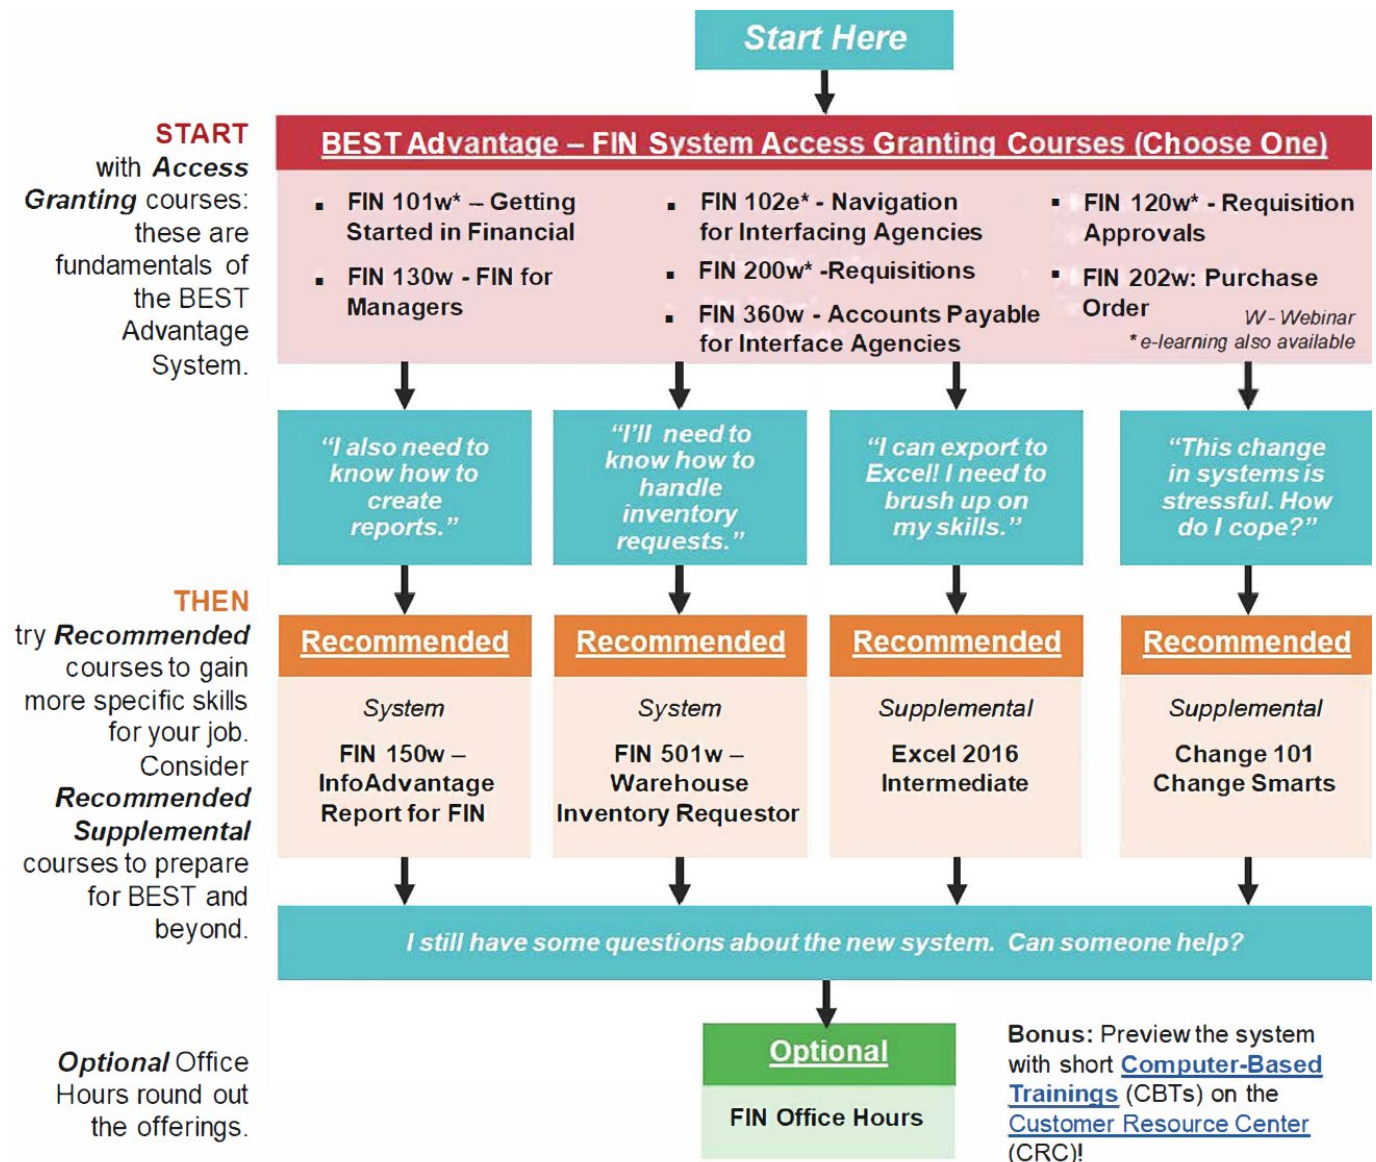 Start Here
START
with Access
Granting courses:
these are
fundamentals of
the BEST
Advantage
System.
BEST Advantage – FIN System Access Granting Courses (Choose One)
▪ FIN 101w* – Getting
Started in Financial
▪ FIN 130w - FIN for
Managers
▪ FIN 102e* - Navigation
for Interfacing Agencies
▪ FIN 200w* -Requisitions
▪ FIN 360w - Accounts Payable
for Interface Agencies
▪ FIN 120w* - Requisition
Approvals
▪ FIN 202w: Purchase
Order
W - Webinar
* e-learning also available
“I also need to
know how to
create
reports.”
“I’ll need to
know how to
handle
inventory
requests.”
“I can export to
Excel! I need to
brush up on
my skills.”
“This change
in systems is
stressful. How
do I cope?”
THEN
try Recommended
courses to gain
more specific skills
for your job.
Consider
Recommended
Supplemental
courses to prepare
for BEST and
beyond.
Recommended
System
FIN 150w –
InfoAdvantage
Report for FIN
Recommended
System
FIN 501w –
Warehouse
Inventory Requestor
Recommended
Supplemental
Excel 2016
Intermediate
Recommended
Supplemental
Change 101
Change Smarts
I still have some questions about the new system. Can someone help?
Optional Office
Hours round out
the offerings.
Optional
FIN Office Hours
Bonus: Preview the system
with short Computer-Based
Trainings (CBTs) on the
Customer Resource Center
(CRC)!